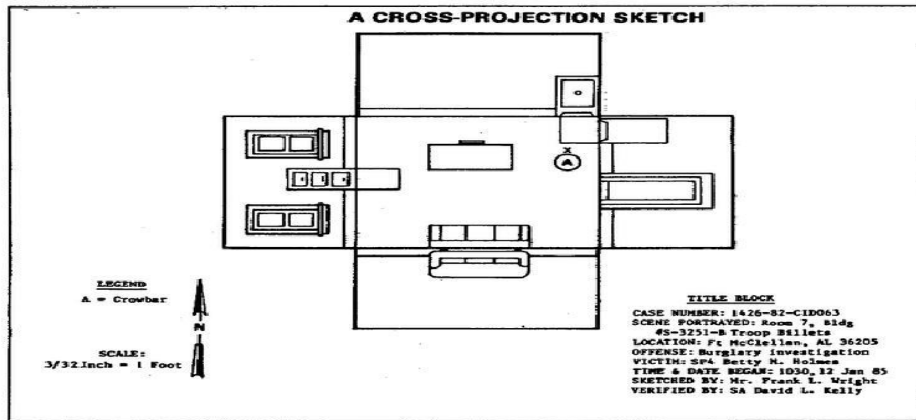 A CROSS-PROJECTION SKETCH
X
A
LEGEND
A = Crowbar
N
SCALE:
3/32 Inch = 1 Foot
TITLE BLOCK
CASE NUMBER: 1426-82-CID063
SCENE PORTRAYED: Room 7, Bldg
#S-3251-B Troop Billets
LOCATION: Ft McClellan, AL 36205
OFFENSE: Burglary investigation
VICTIM: SP4 Betty M. Holmes
TIME & DATE BEGAN: 1030, 12 Jan 85
SKETCHED BY: Mr. Frank L. Wright
VERIFIED BY: SA David L. Kelly